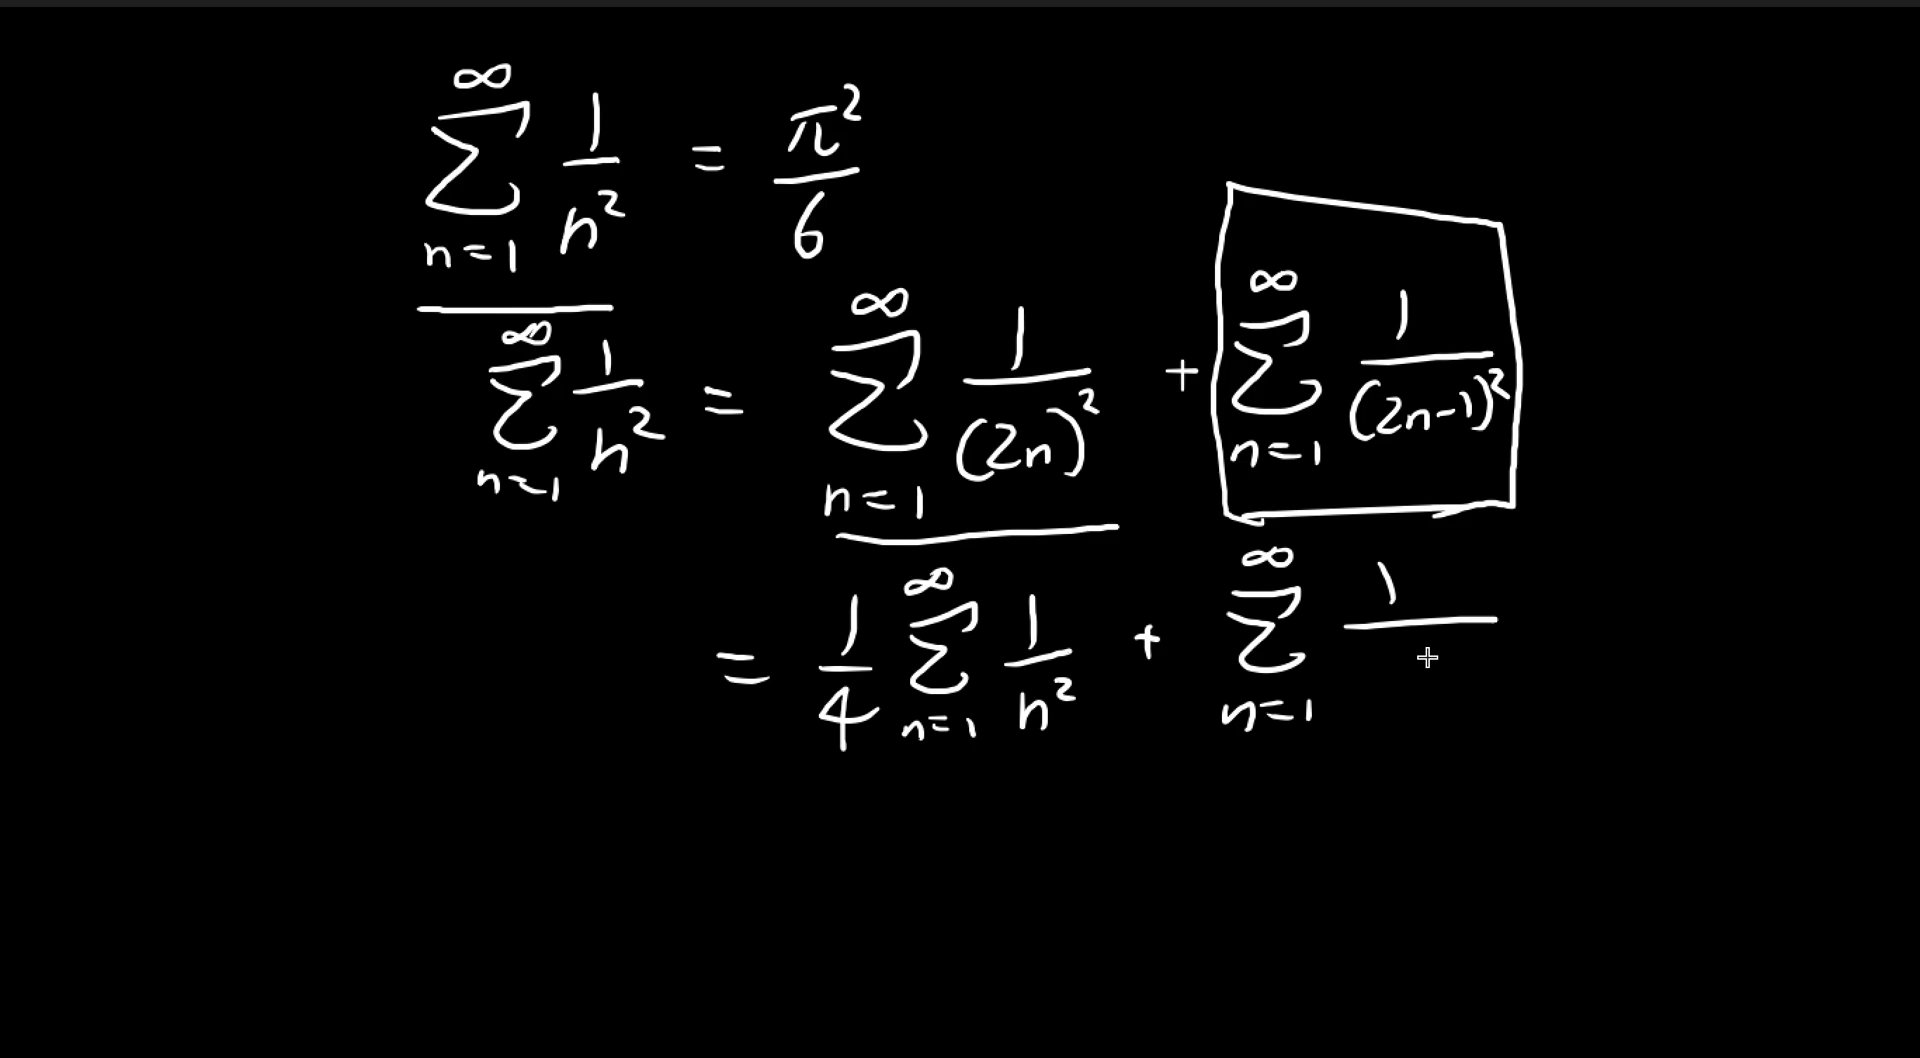 ∞∑n=1 1/n² = π²/6
∞∑n=1 1/n² = ∞∑n=1 1/(2n)² + ∞∑n=1 1/(2n-1)²
= 1/4 ∞∑n=1 1/n² + ∞∑n=1 1/